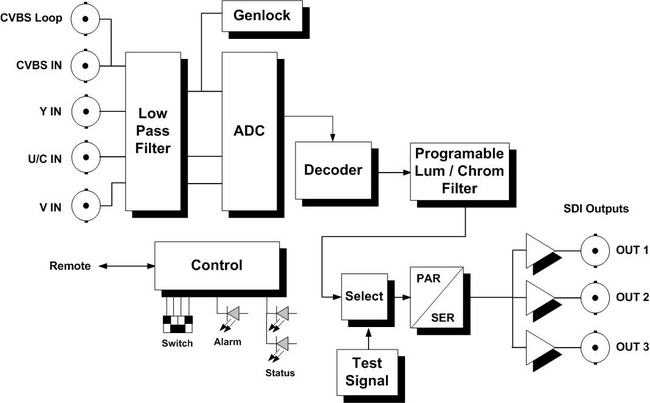 CVBS Loop
Genlock
CVBS IN
Y IN
U/C IN
V IN
Low
Pass
Filter
ADC
Decoder
Programable
Lum / Chrom
Filter
SDI Outputs
OUT 1
OUT 2
OUT 3
Remote
Control
Switch
Alarm
Status
Select
PAR
SER
Test
Signal